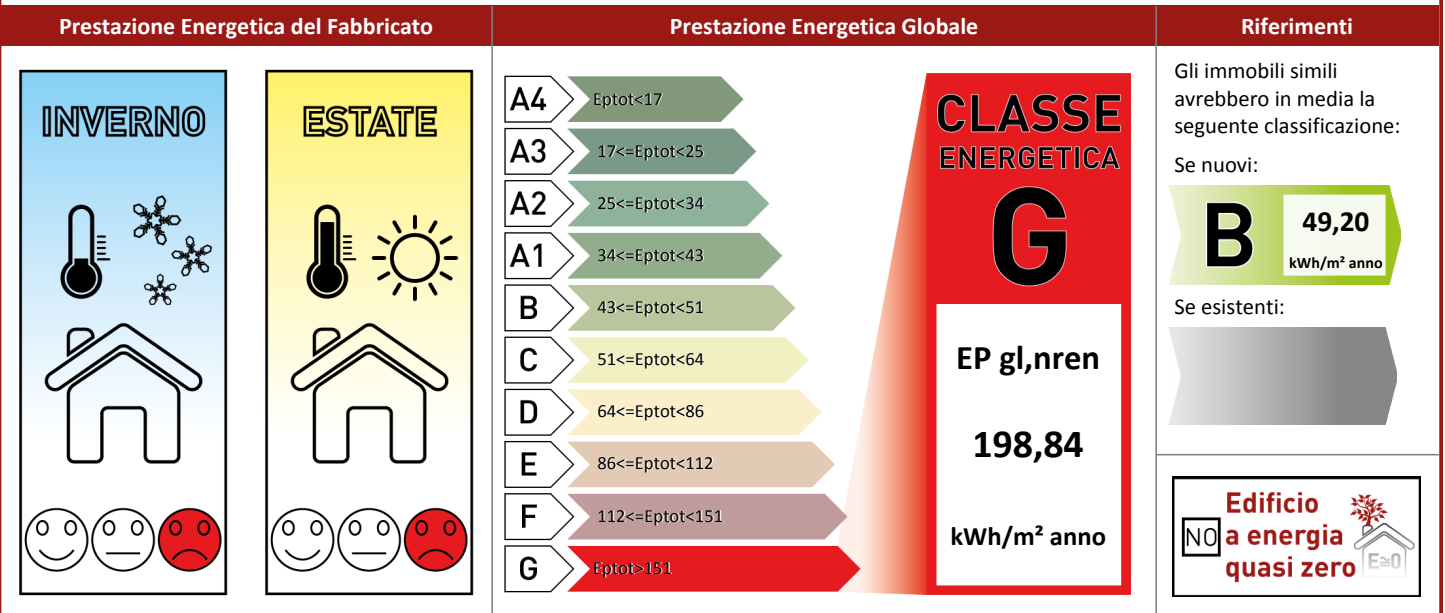 Prestazione Energetica del Fabbricato
Prestazione Energetica Globale
Riferimenti
INVERNO
ESTATE
A4 Eptot<17
A3 17<=Eptot<25
A2 25<=Eptot<34
A1 34<=Eptot<43
B 43<=Eptot<51
C 51<=Eptot<64
D 64<=Eptot<86
E 86<=Eptot<112
F 112<=Eptot<151
G Eptot>151
CLASSE
ENERGETICA
G
EP gl,nren
198,84
kWh/m² anno
Gli immobili simili
avrebbero in media la
seguente classificazione:
Se nuovi:
B 49,20
kWh/m² anno
Se esistenti:
Edificio
NO a energia
quasi zero E≃0